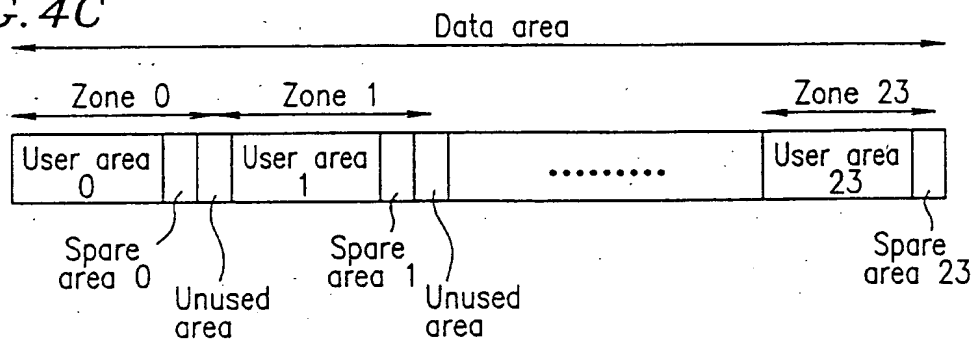 G. 4C
Data area
Zone 0
Zone 1
Zone 23
User area
0
User area
1
.........
User area
23
Spare
area 0
Unused
area
Spare
area 1
Unused
area
Spare
area 23